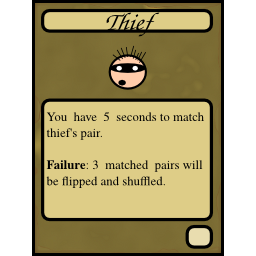 Thief
You have 5 seconds to match
thief's pair.
Failure: 3 matched pairs will
be flipped and shuffled.